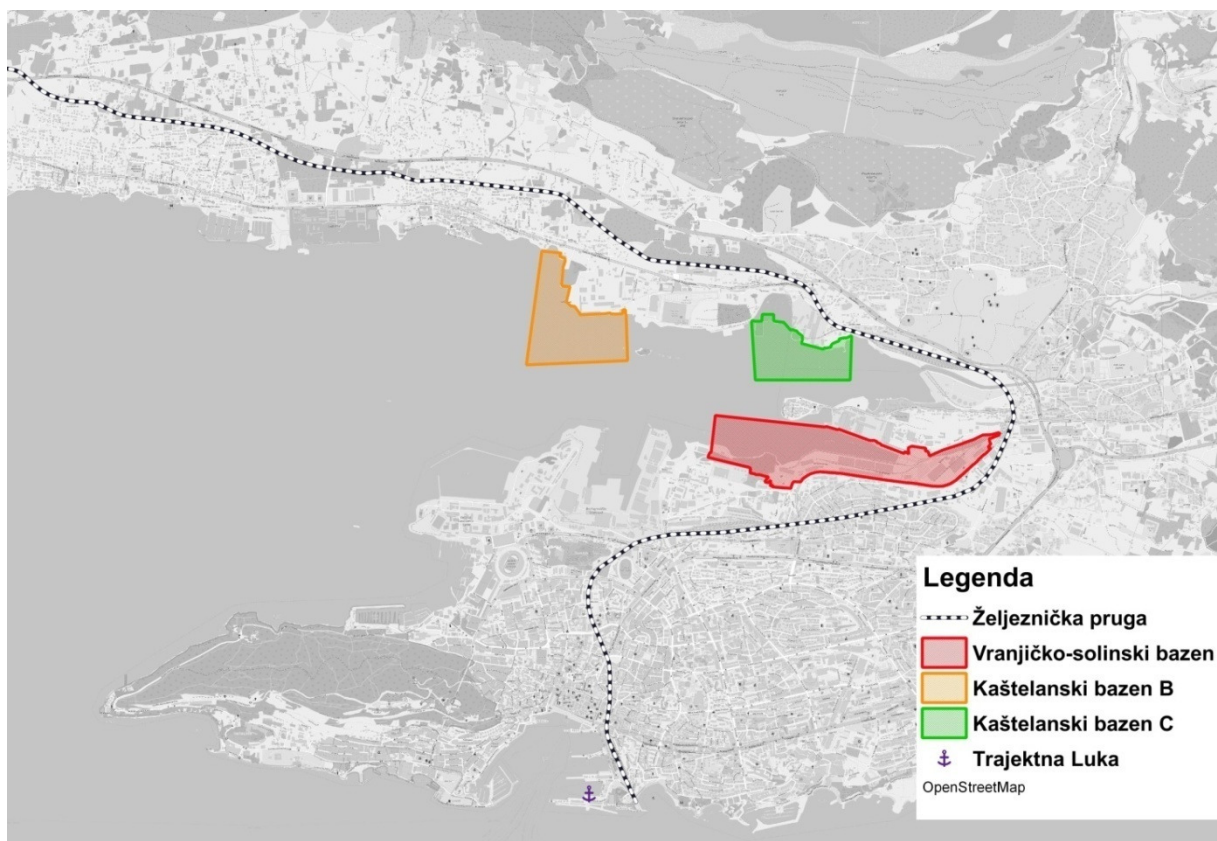 Legenda
Željeznička pruga
Vranjičko-solinski bazen
Kaštelanski bazen B
Kaštelanski bazen C
Trajektna Luka
OpenStreetMap